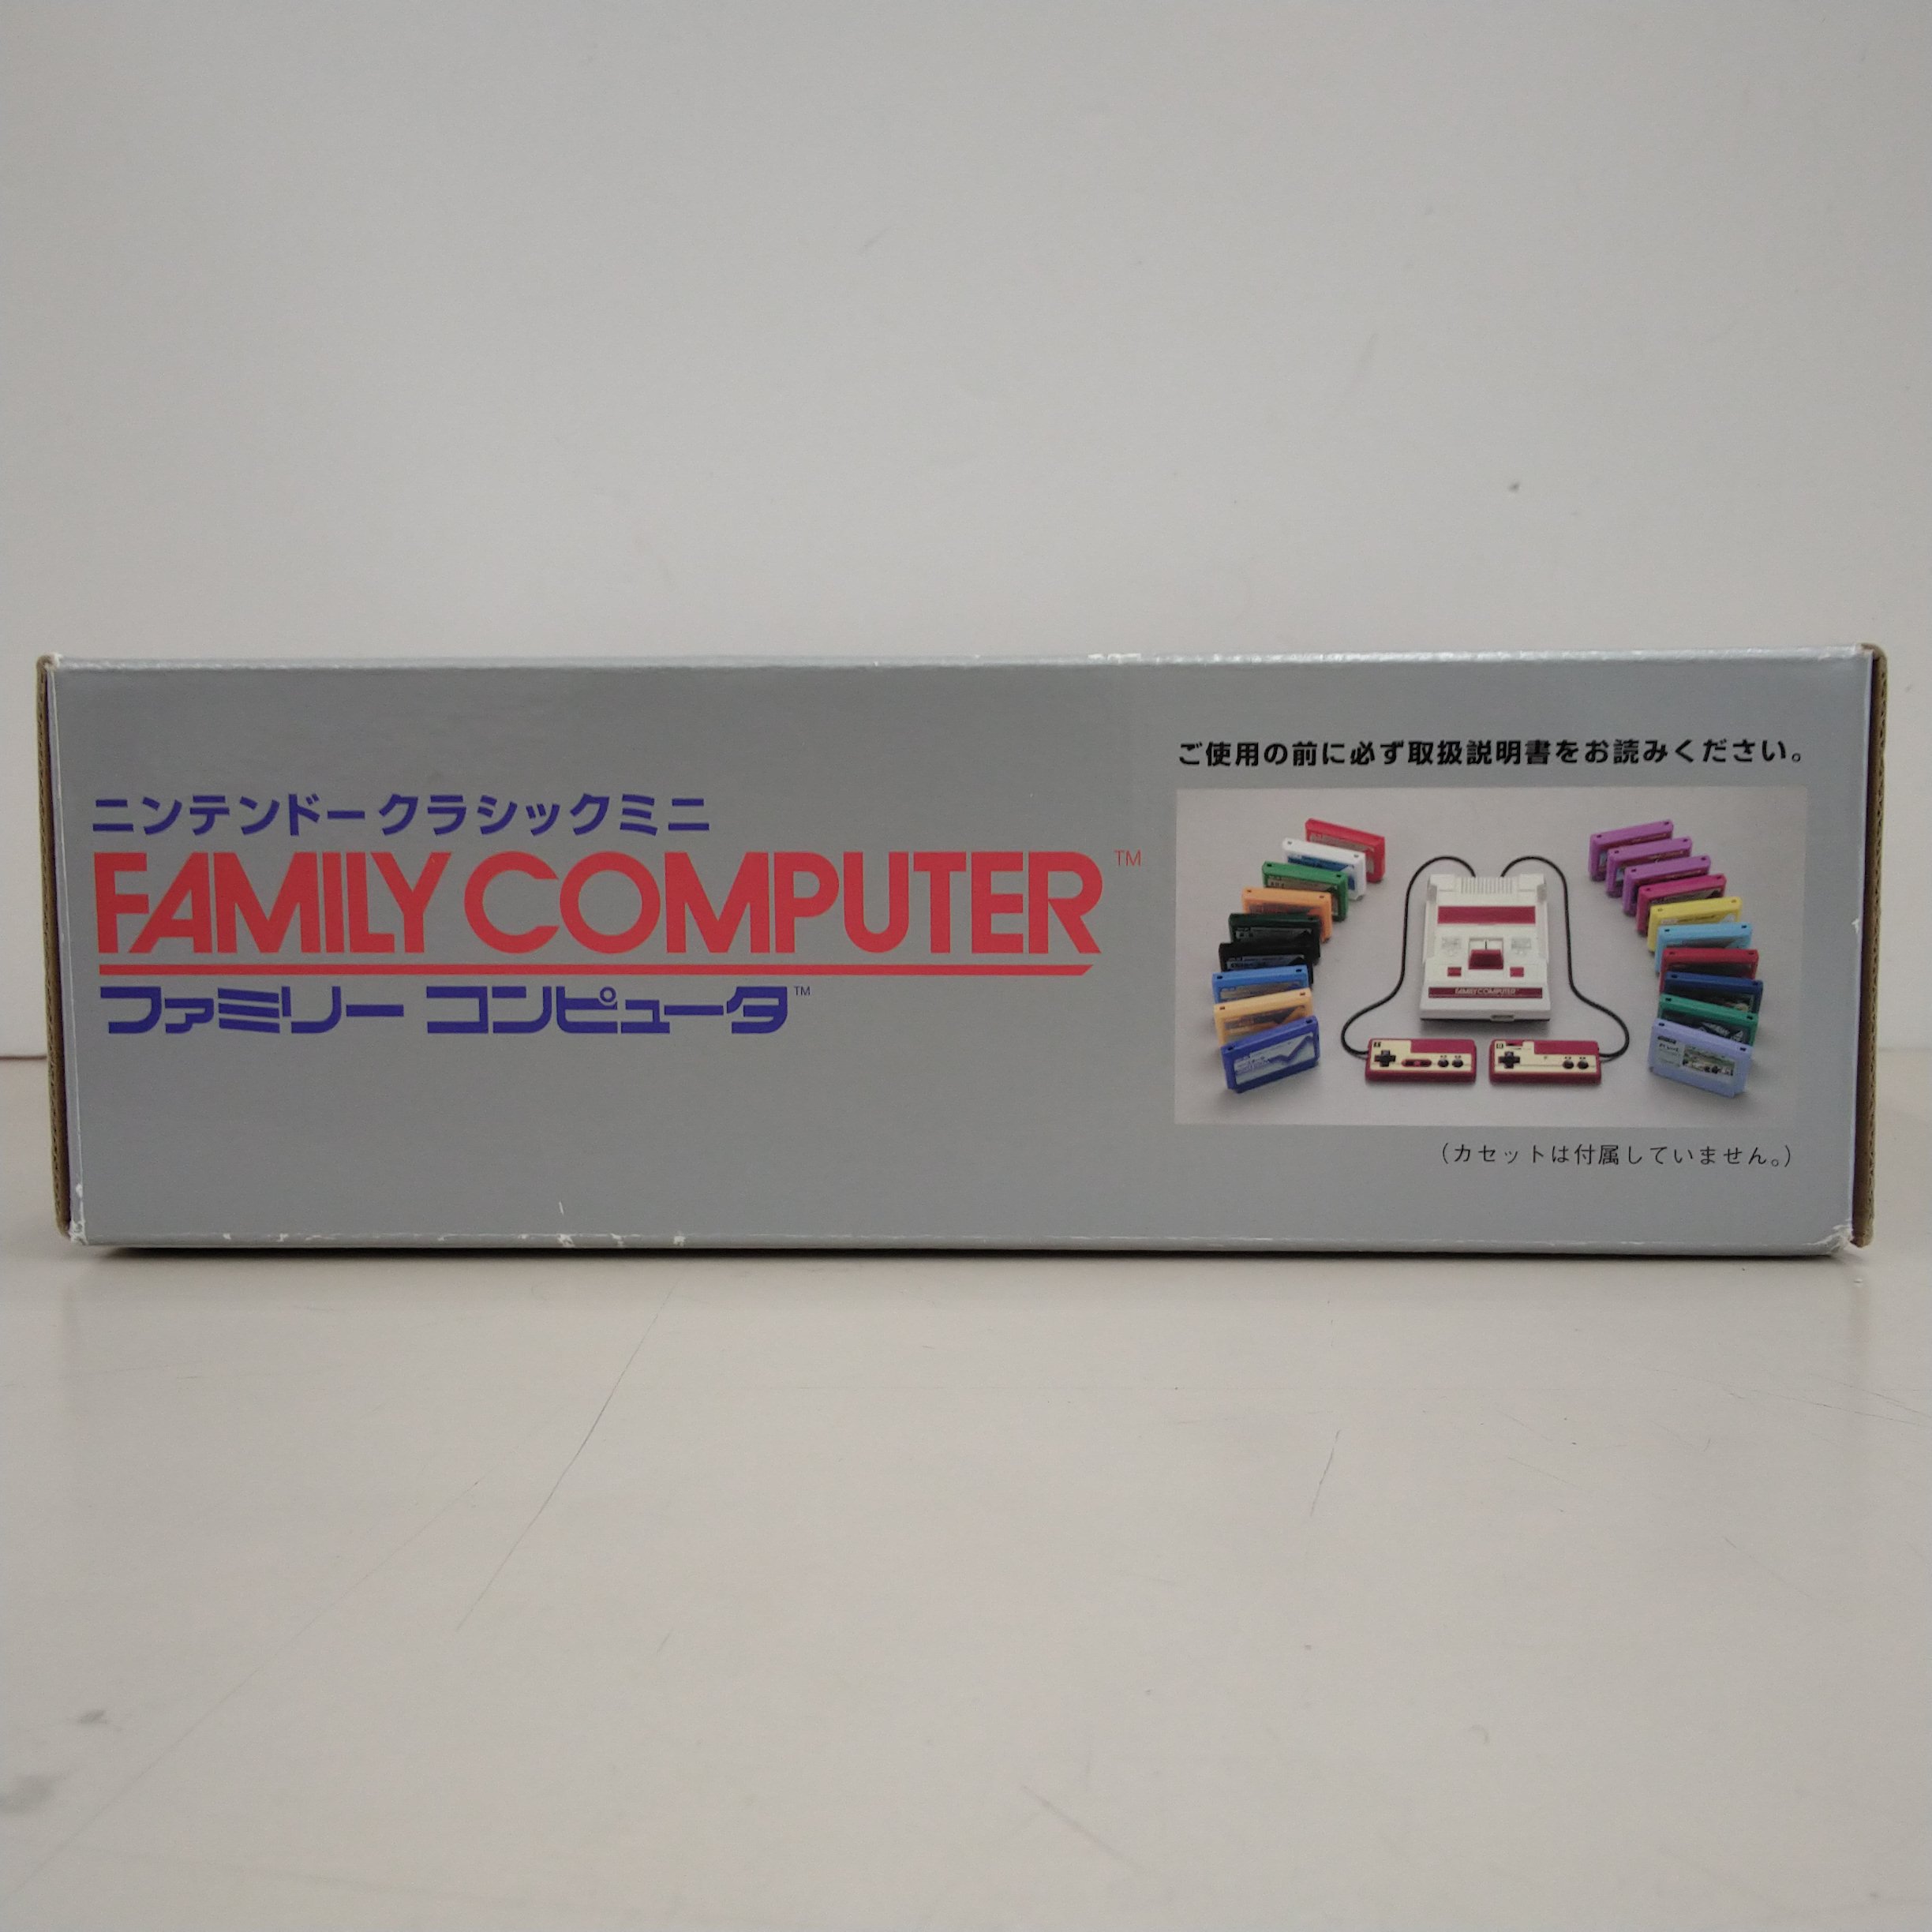 ニンテンドークラシックミニ
FAMILY COMPUTER™
ファミリー コンピュータ™
ご使用の前に必ず取扱説明書をお読みください。
FAMILY COMPUTER
(カセットは付属していません。)